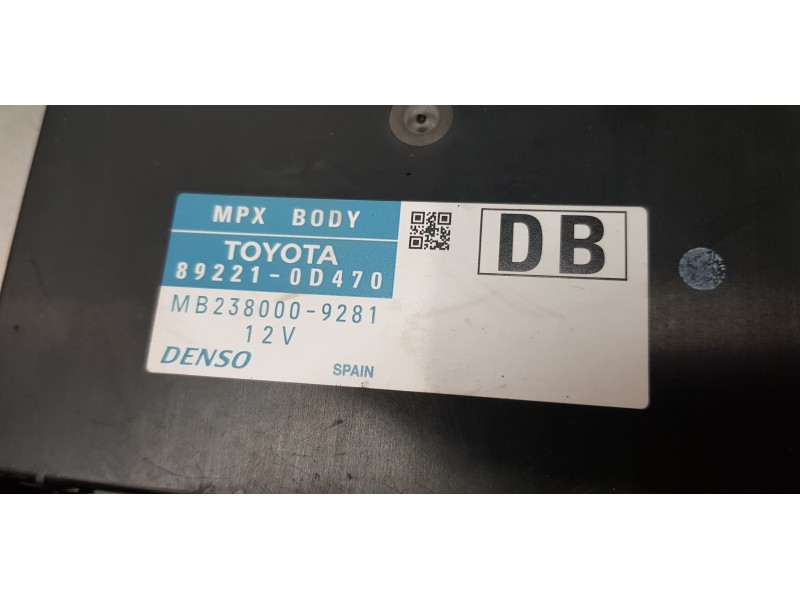 MPX BODY
TOYOTA
89221-0D470
MB238000-9281
12V
DENSO
SPAIN
DB